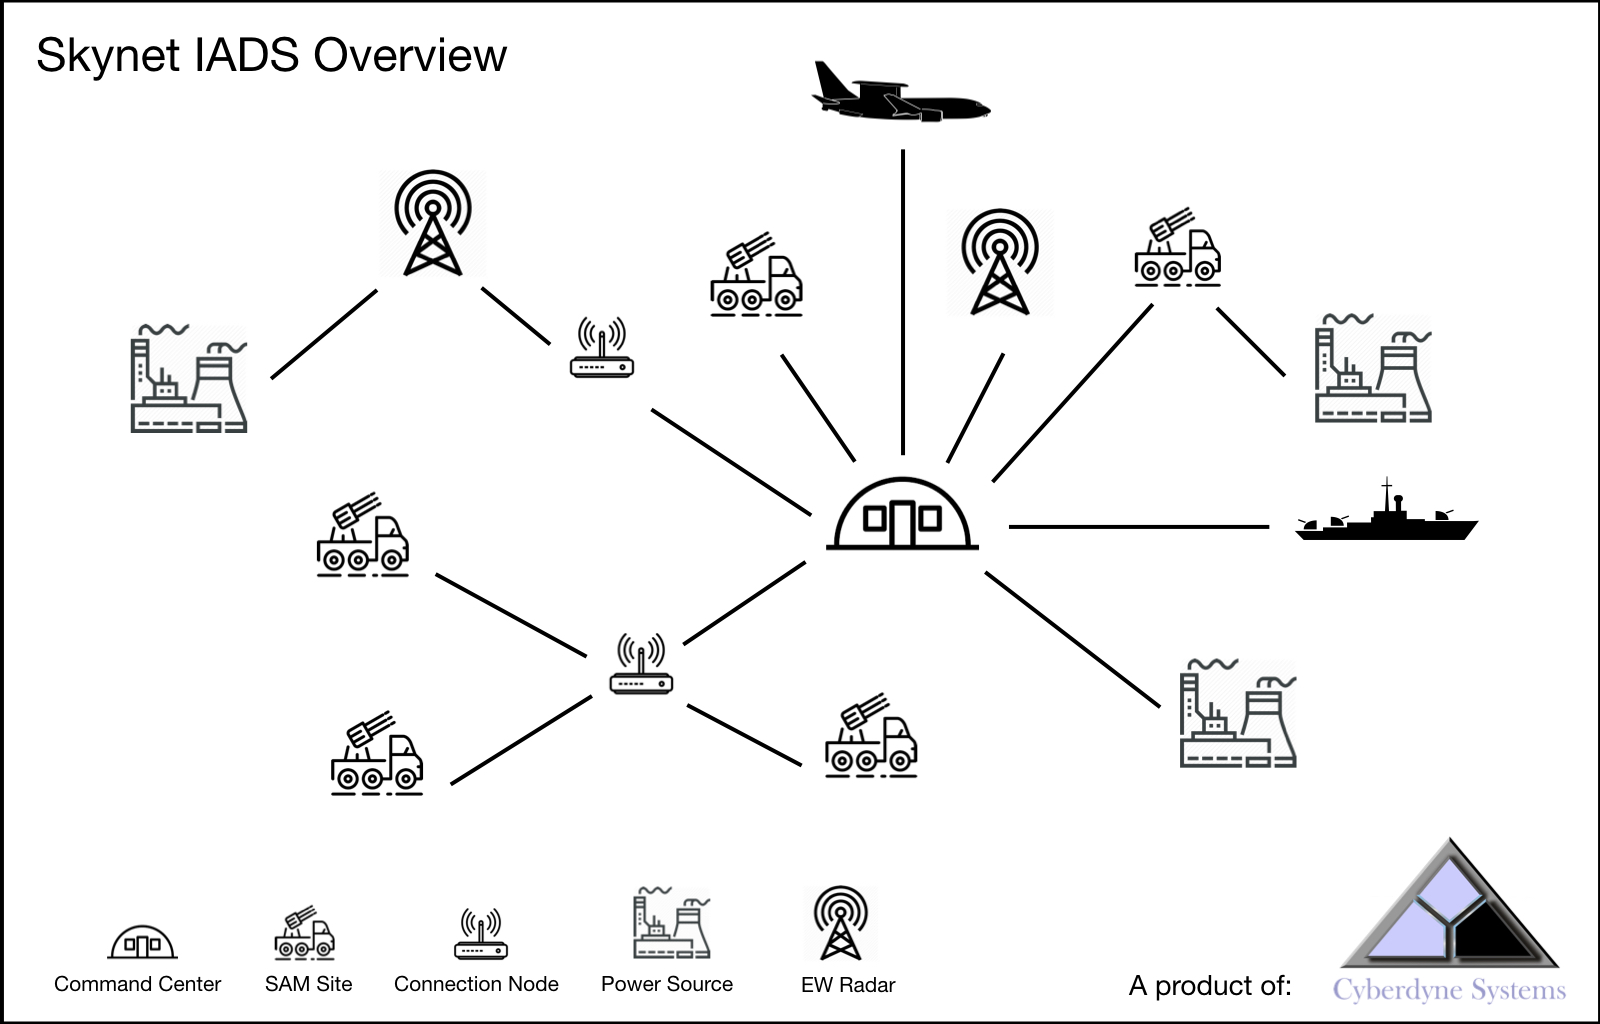 Skynet IADS Overview
Command Center
SAM Site
Connection Node
Power Source
EW Radar
A product of:
Cyberdyne Systems